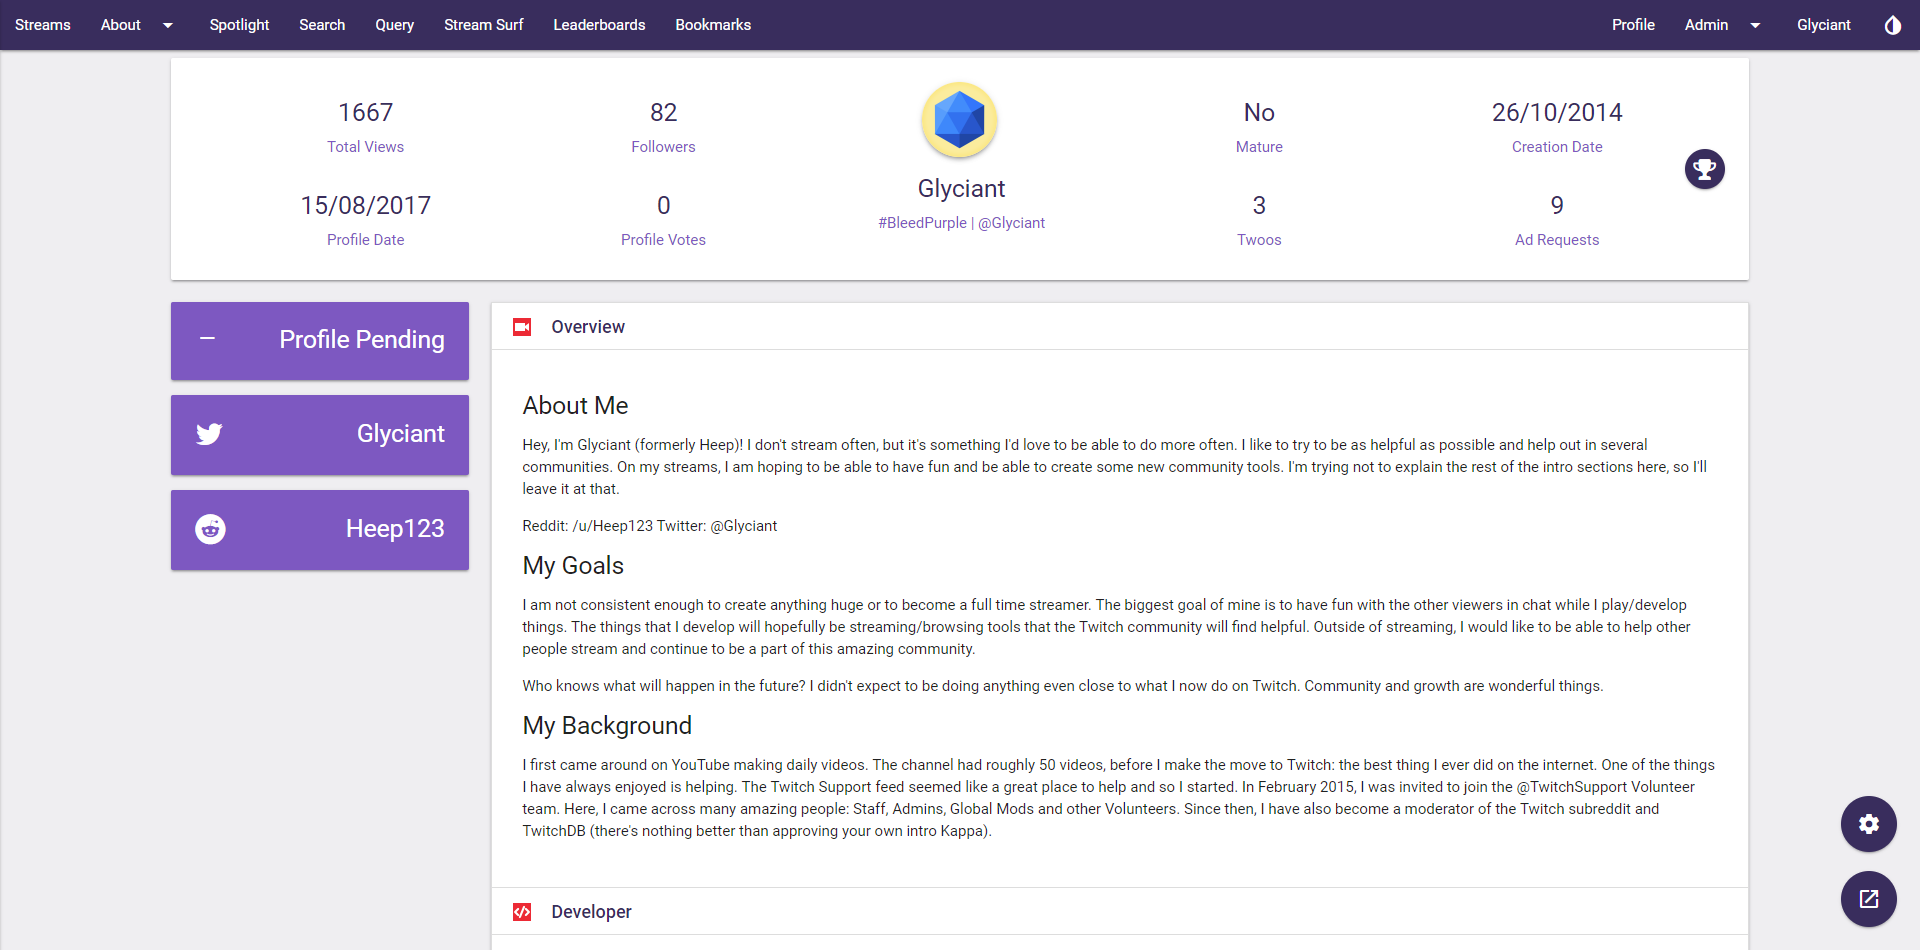 Streams About Spotlight Search Query Stream Surf Leaderboards Bookmarks Profile Admin Glyciant
1667
Total Views
82
Followers
No
Mature
26/10/2014
Creation Date
Glyciant
#BleedPurple | @Glyciant
15/08/2017
Profile Date
0
Profile Votes
3
Twoos
9
Ad Requests
Profile Pending
Glyciant
Heep123
Overview
About Me
Hey, I'm Glyciant (formerly Heep)! I don't stream often, but it's something I'd love to be able to do more often. I like to try to be as helpful as possible and help out in several
communities. On my streams, I am hoping to be able to have fun and be able to create some new community tools. I'm trying not to explain the rest of the intro sections here, so I'll
leave it at that.
Reddit: /u/Heep123 Twitter: @Glyciant
My Goals
I am not consistent enough to create anything huge or to become a full time streamer. The biggest goal of mine is to have fun with the other viewers in chat while I play/develop
things. The things that I develop will hopefully be streaming/browsing tools that the Twitch community will find helpful. Outside of streaming, I would like to be able to help other
people stream and continue to be a part of this amazing community.
Who knows what will happen in the future? I didn't expect to be doing anything even close to what I now do on Twitch. Community and growth are wonderful things.
My Background
I first came around on YouTube making daily videos. The channel had roughly 50 videos, before I make the move to Twitch: the best thing I ever did on the internet. One of the things
I have always enjoyed is helping. The Twitch Support feed seemed like a great place to help and so I started. In February 2015, I was invited to join the @TwitchSupport Volunteer
team. Here, I came across many amazing people: Staff, Admins, Global Mods and other Volunteers. Since then, I have also become a moderator of the Twitch subreddit and
TwitchDB (there's nothing better than approving your own intro Kappa).
Developer